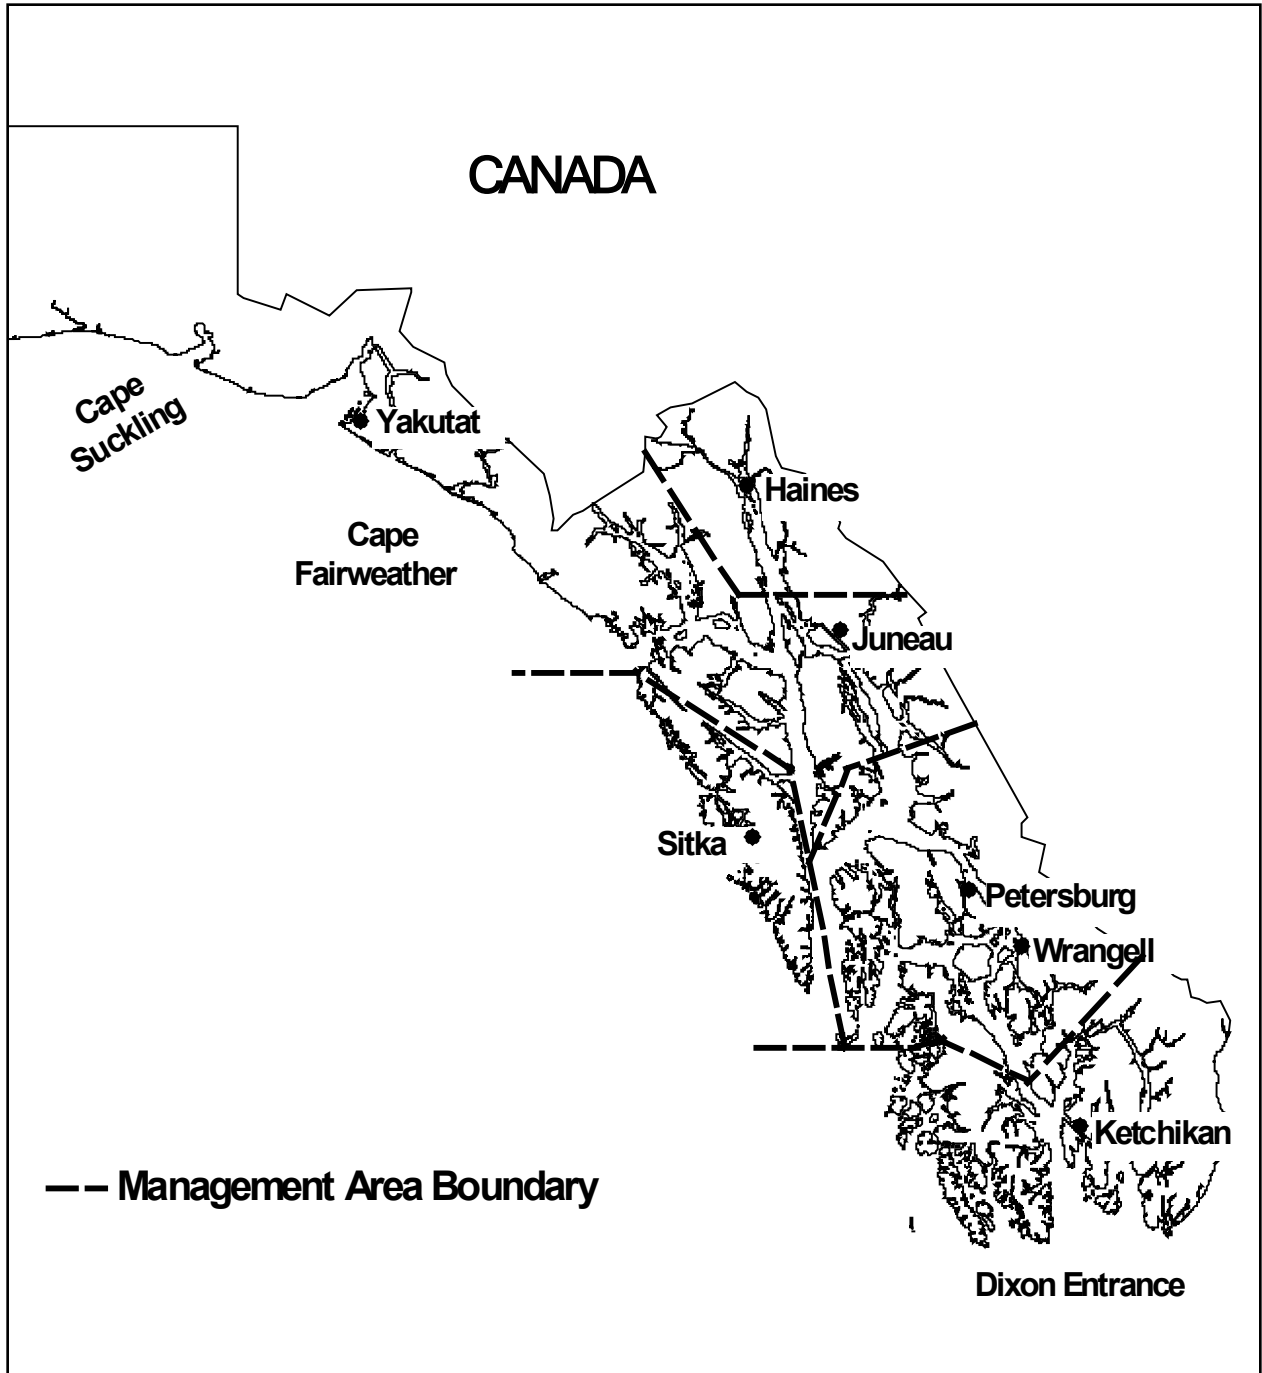 CANADA
Cape
Suckling
Yakutat
Haines
Cape
Fairweather
Juneau
Sitka
Petersburg
Wrangell
Ketchikan
Management Area Boundary
Dixon Entrance